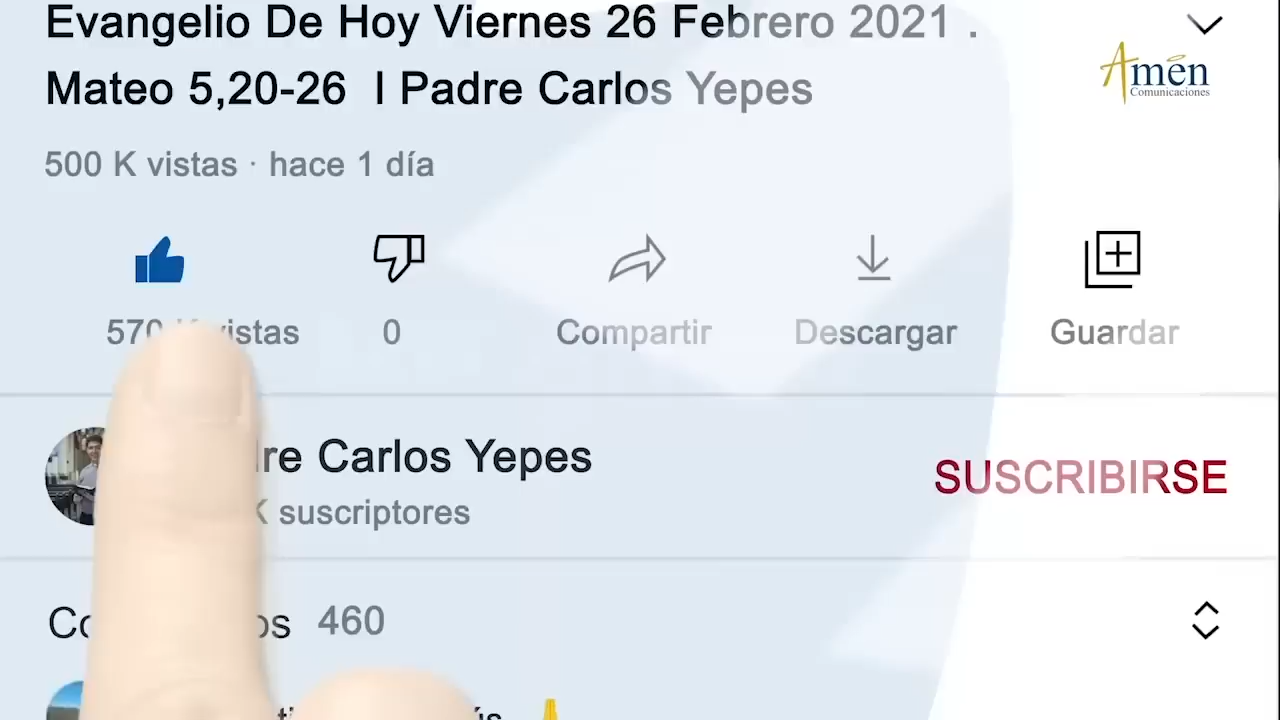 Evangelio De Hoy Viernes 26 Febrero 2021 .
Mateo 5,20-26 I Padre Carlos Yepes
Amén
Comunicaciones
500 K vistas · hace 1 día
0
Compartir
Descargar
Guardar
Carlos Yepes
SUSCRIBIRSE
suscriptores
460